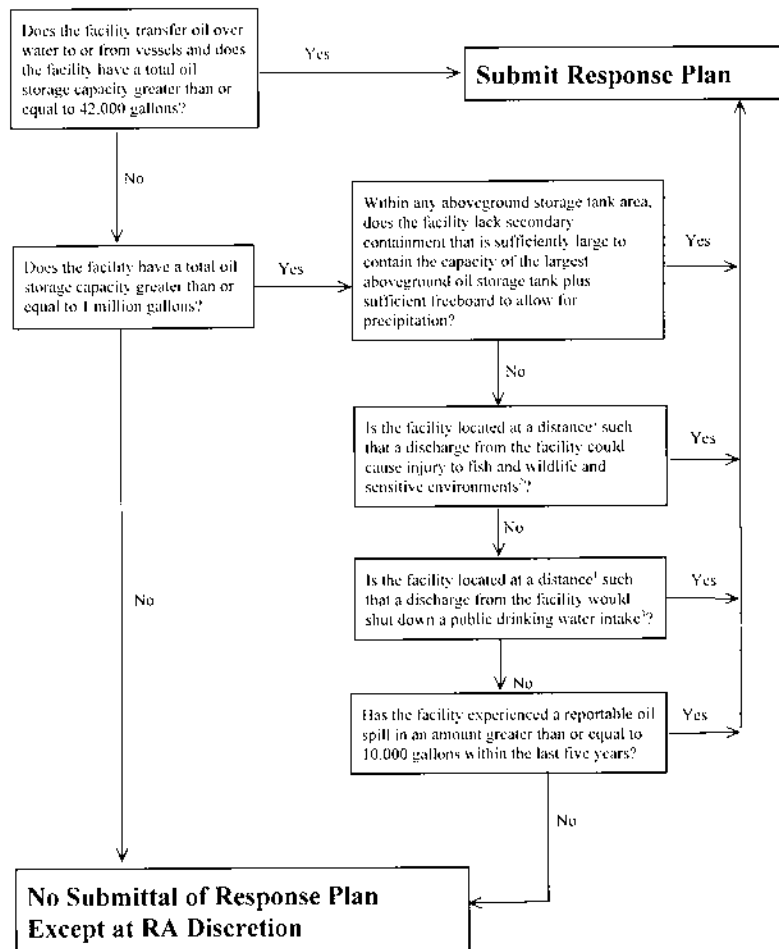 Does the facility transfer oil over
water to or from vessels and does
the facility have a total oil
storage capacity greater than or
equal to 42,000 gallons?
Yes
Submit Response Plan
No
Within any aboveground storage tank area,
does the facility lack secondary
containment that is sufficiently large to
contain the capacity of the largest
aboveground oil storage tank plus
sufficient freeboard to allow for
precipitation?
Yes
Does the facility have a total oil
storage capacity greater than or
equal to 1 million gallons?
Yes
No
Is the facility located at a distance¹ such
that a discharge from the facility could
cause injury to fish and wildlife and
sensitive environments²?
Yes
No
No
Is the facility located at a distance¹ such
that a discharge from the facility would
shut down a public drinking water intake³?
Yes
No
Has the facility experienced a reportable oil
spill in an amount greater than or equal to
10,000 gallons within the last five years?
Yes
No
No Submittal of Response Plan
Except at RA Discretion